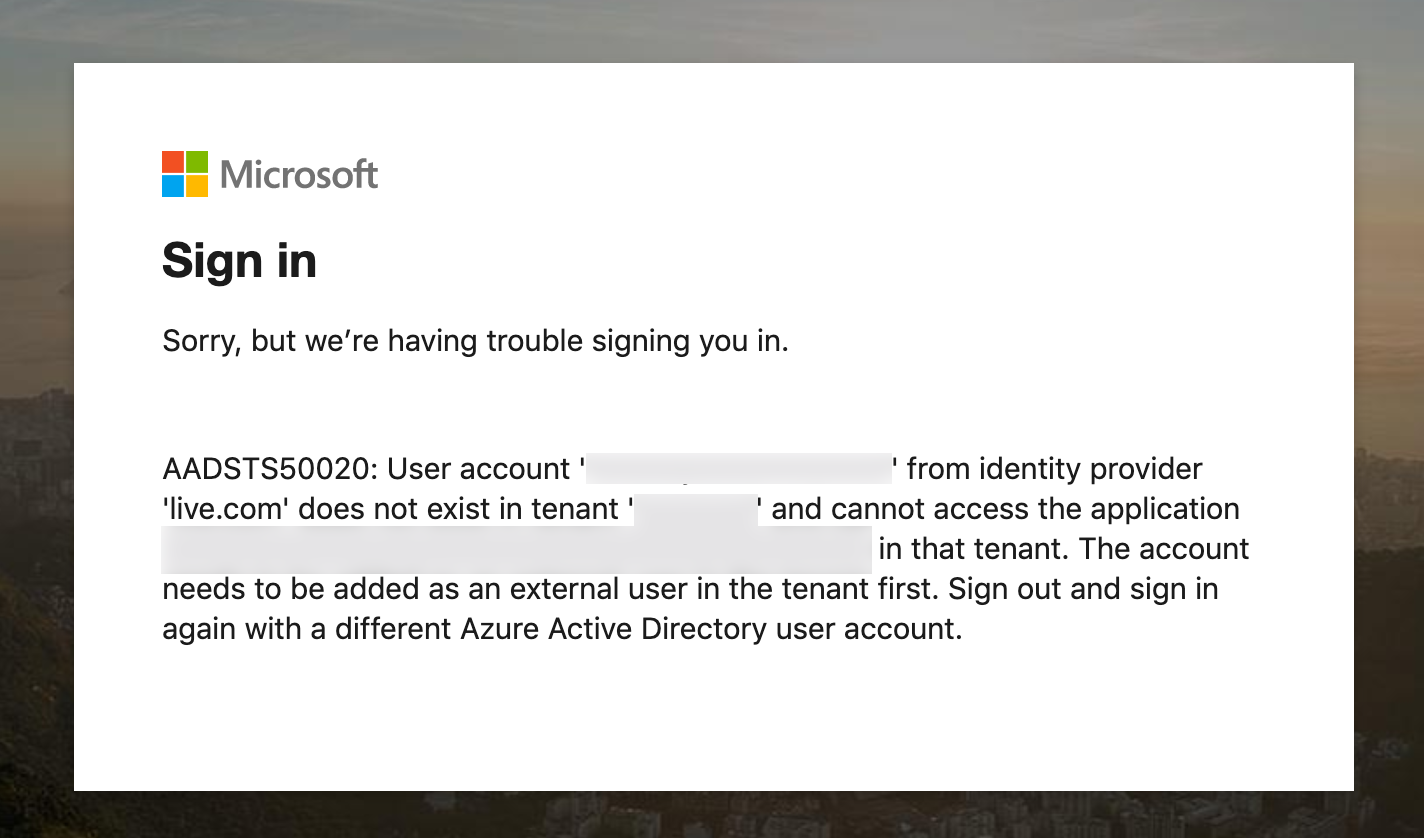 Microsoft
Sign in
Sorry, but we’re having trouble signing you in.
AADSTS50020: User account '' from identity provider
'live.com' does not exist in tenant '' and cannot access the application
in that tenant. The account
needs to be added as an external user in the tenant first. Sign out and sign in
again with a different Azure Active Directory user account.